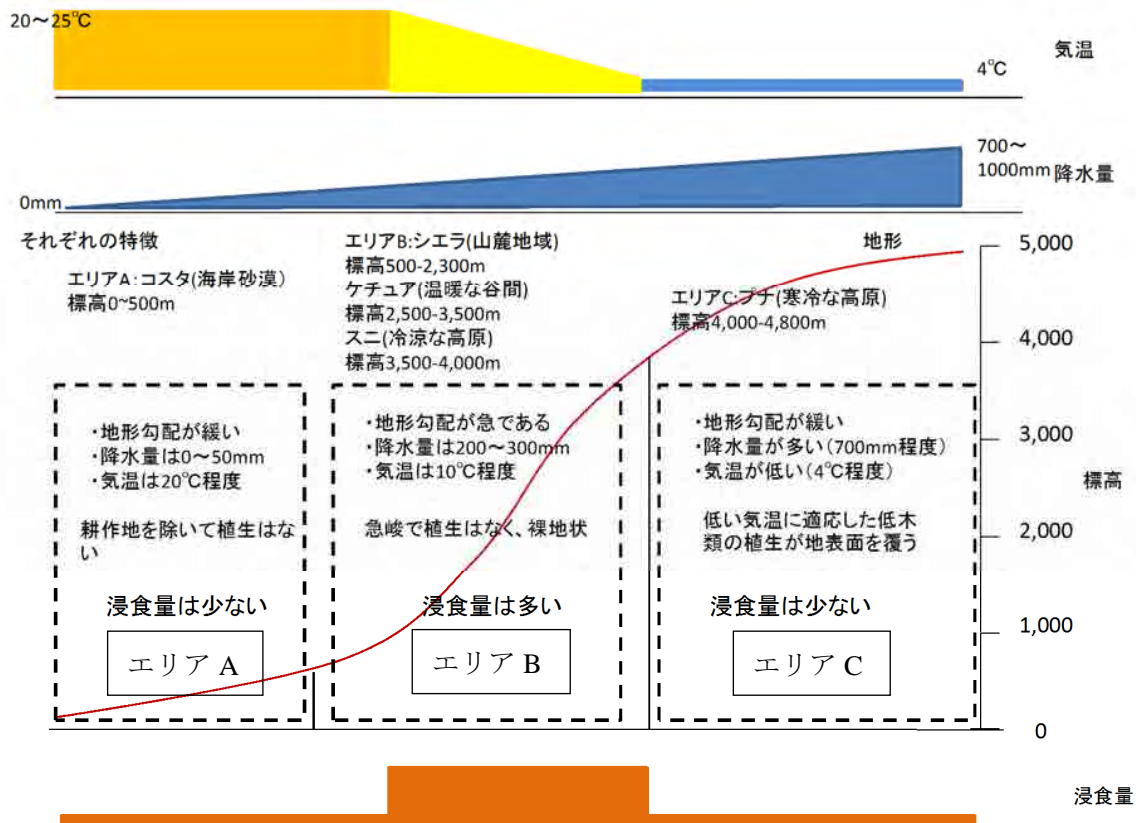 20～25℃
気温
4℃
700～
1000mm
降水量
0mm
それぞれの特徴
エリアA:コスタ(海岸砂漠)
標高0~500m
エリアB:シエラ(山麓地域)
標高500-2,300m
ケチュア(温暖な谷間)
標高2,500-3,500m
スニ(冷涼な高原)
標高3,500-4,000m
地形
エリアC:プナ(寒冷な高原)
標高4,000-4,800m
5,000
4,000
3,000
標高
2,000
1,000
0
・地形勾配が緩い
・降水量は0～50mm
・気温は20℃程度
耕作地を除いて植生はな
い
浸食量は少ない
エリア A
・地形勾配が急である
・降水量は200～300mm
・気温は10℃程度
急峻で植生はなく、裸地状
浸食量は多い
エリア B
・地形勾配が緩い
・降水量が多い(700mm程度)
・気温が低い(4℃程度)
低い気温に適応した低木
類の植生が地表面を覆う
浸食量は少ない
エリア C
浸食量